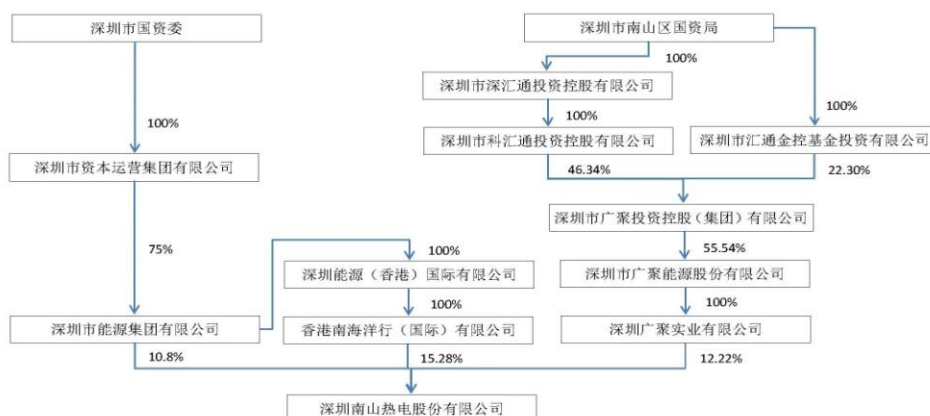 深圳市国资委
深圳市南山区国资局
100%
深圳市深汇通投资控股有限公司
100%
100%
100%
深圳市科汇通投资控股有限公司
深圳市汇通金控基金投资有限公司
深圳市资本运营集团有限公司
46.34%
22.30%
深圳市广聚投资控股（集团）有限公司
75%
100%
55.54%
深圳能源（香港）国际有限公司
深圳市广聚能源股份有限公司
100%
100%
深圳市能源集团有限公司
香港南海洋行（国际）有限公司
深圳广聚实业有限公司
10.8%
15.28%
12.22%
深圳南山热电股份有限公司